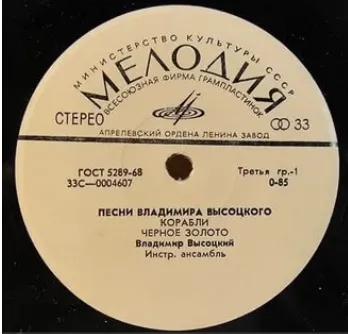 МИНИСТЕРСТВО КУЛЬТУРЫ СССР
МЕЛОДИЯ
ВСЕСОЮЗНАЯ ФИРМА ГРАМПЛАСТИНОК
СТЕРЕО
33
АПРЕЛЕВСКИЙ ОРДЕНА ЛЕНИНА ЗАВОД
ГОСТ 5289-68
Третья гр.-1
33С—0004607
0-85
ПЕСНИ ВЛАДИМИРА ВЫСОЦКОГО
КОРАБЛИ
ЧЕРНОЕ ЗОЛОТО
Владимир Высоцкий
Инстр. ансамбль